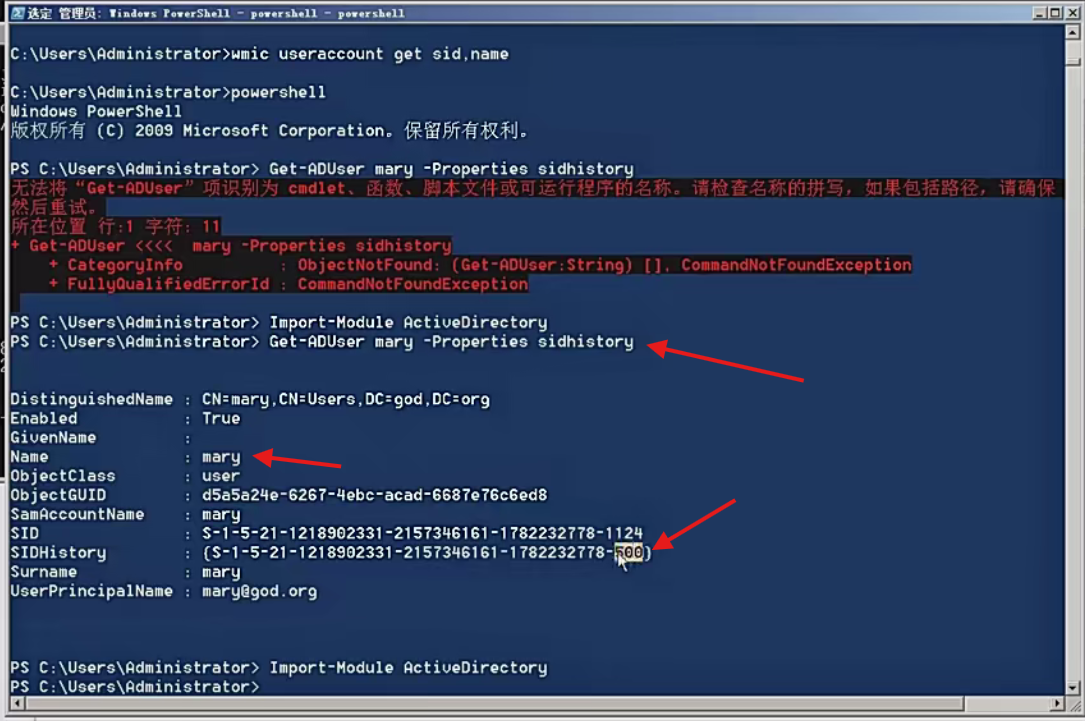 选定 管理员: Windows PowerShell - powershell - powershell
C:\Users\Administrator>wmic useraccount get sid,name
C:\Users\Administrator>powershell
Windows PowerShell
版权所有 (C) 2009 Microsoft Corporation。保留所有权利。
PS C:\Users\Administrator> Get-ADUser mary -Properties sidhistory
无法将“Get-ADUser”项识别为 cmdlet、函数、脚本文件或可运行程序的名称。请检查名称的拼写，如果包括路径，请确保
然后重试。
所在位置 行:1 字符: 11
+ Get-ADUser <<<<  mary -Properties sidhistory
    + CategoryInfo          : ObjectNotFound: (Get-ADUser:String) [], CommandNotFoundException
    + FullyQualifiedErrorId : CommandNotFoundException
PS C:\Users\Administrator> Import-Module ActiveDirectory
PS C:\Users\Administrator> Get-ADUser mary -Properties sidhistory
DistinguishedName : CN=mary,CN=Users,DC=god,DC=org
Enabled           : True
GivenName         :
Name              : mary
ObjectClass       : user
ObjectGUID        : d5a5a24e-6267-4ebc-acad-6687e76c6ed8
SamAccountName    : mary
SID               : S-1-5-21-1218902331-2157346161-1782232778-1124
SIDHistory        : {S-1-5-21-1218902331-2157346161-1782232778-500}
Surname           : mary
UserPrincipalName : mary@god.org
PS C:\Users\Administrator> Import-Module ActiveDirectory
PS C:\Users\Administrator>